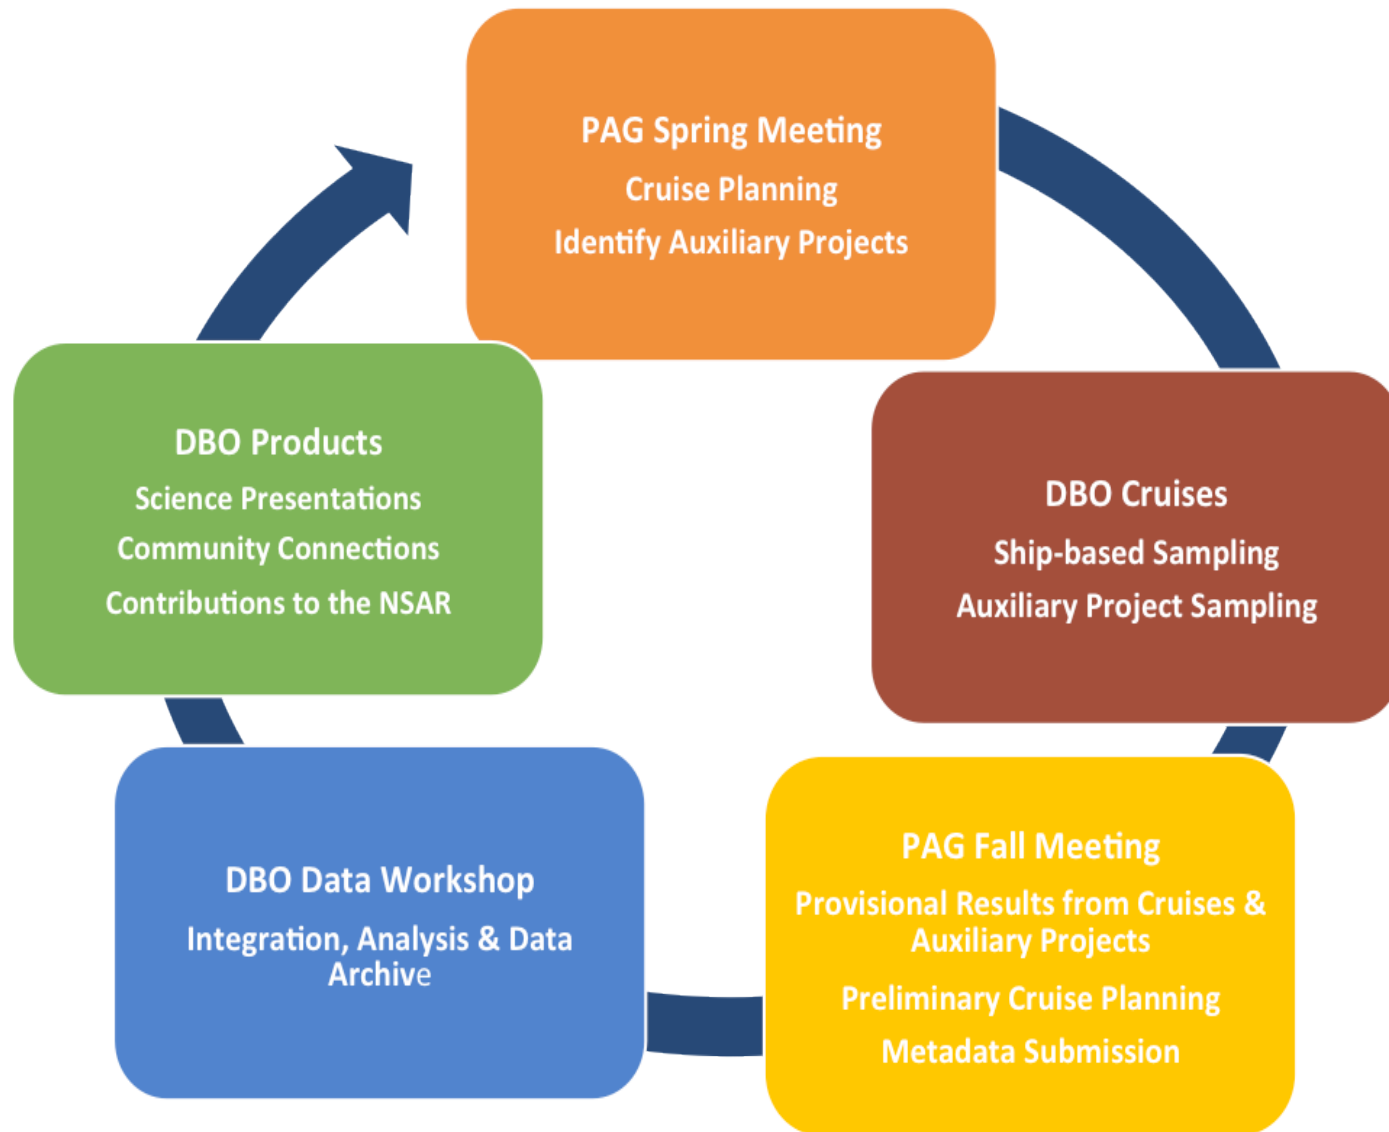 PAG Spring Meeting
Cruise Planning
Identify Auxiliary Projects
DBO Cruises
Ship-based Sampling
Auxiliary Project Sampling
PAG Fall Meeting
Provisional Results from Cruises &
Auxiliary Projects
Preliminary Cruise Planning
Metadata Submission
DBO Data Workshop
Integration, Analysis & Data
Archive
DBO Products
Science Presentations
Community Connections
Contributions to the NSAR